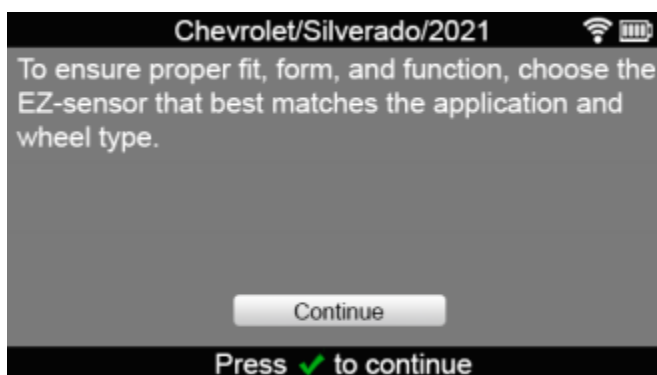 Chevrolet/Silverado/2021
To ensure proper fit, form, and function, choose the
EZ-sensor that best matches the application and
wheel type.
Continue
Press ✓ to continue